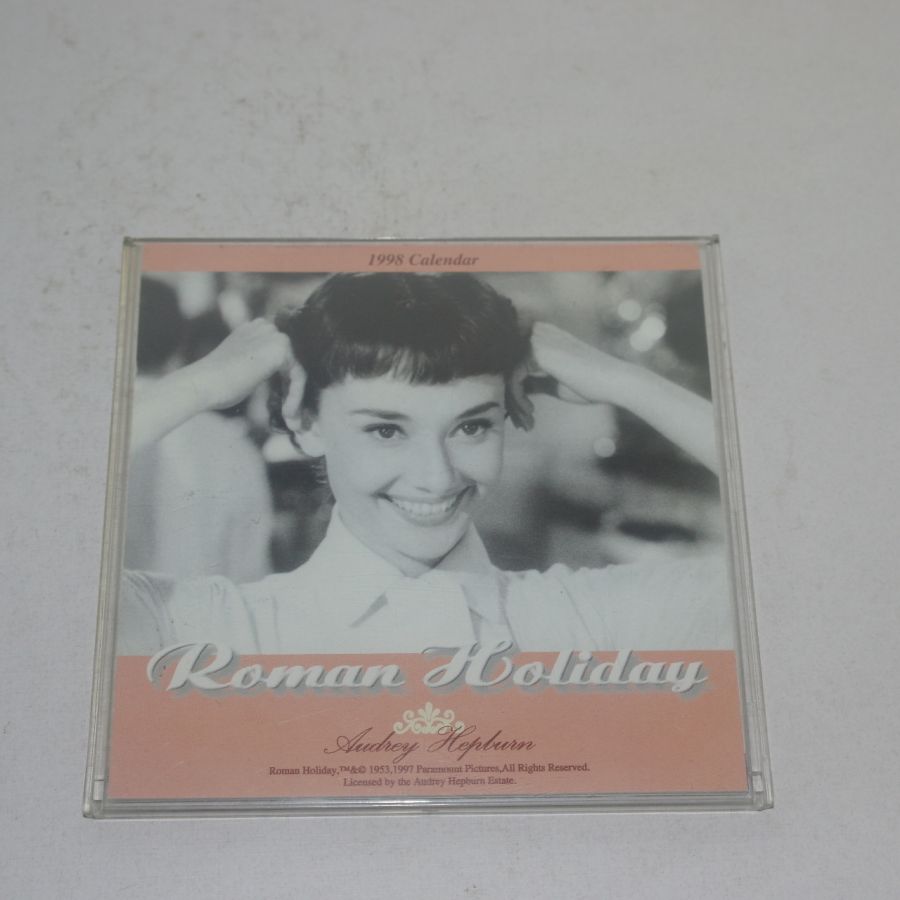 1998 Calendar
Roman Holiday
Audrey Hepburn
Roman Holiday,™&© 1953,1997 Paramount Pictures,All Rights Reserved.
Licensed by the Audrey Hepburn Estate.